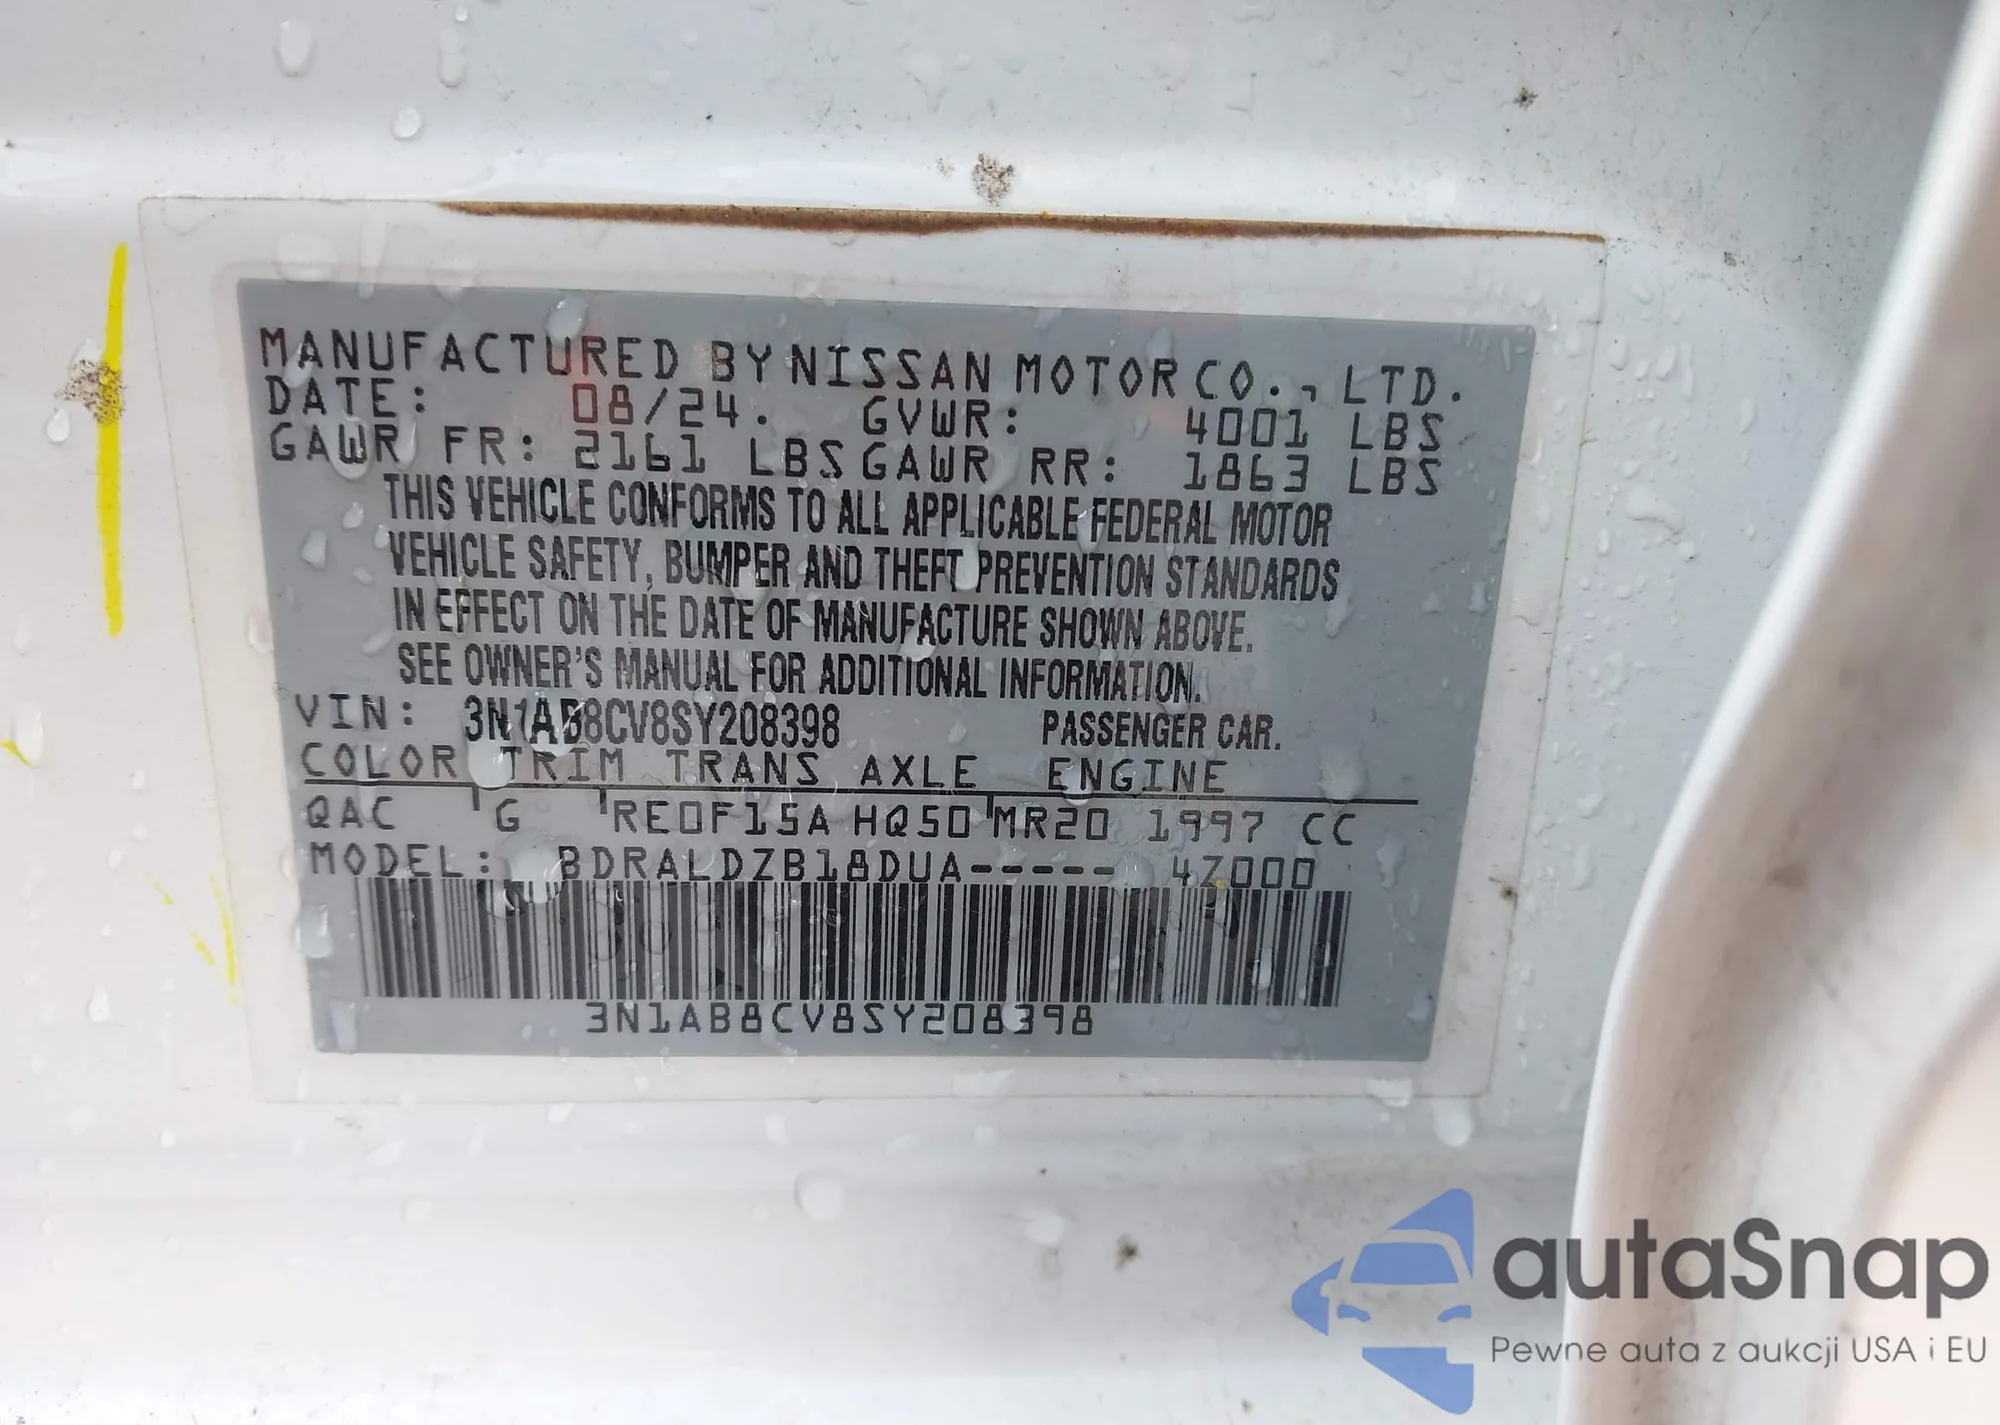 MANUFACTURED BY NISSAN MOTOR CO., LTD.
DATE: 08/24. GVWR: 4001 LBS
GAWR FR: 2161 LBS GAWR RR: 1863 LBS
THIS VEHICLE CONFORMS TO ALL APPLICABLE FEDERAL MOTOR
VEHICLE SAFETY, BUMPER AND THEFT PREVENTION STANDARDS
IN EFFECT ON THE DATE OF MANUFACTURE SHOWN ABOVE.
SEE OWNER'S MANUAL FOR ADDITIONAL INFORMATION.
VIN: 3N1AB8CV8SY208398 PASSENGER CAR.
COLOR TRIM TRANS AXLE ENGINE
QAC G RE0F15A HQ50 MR20 1997 CC
MODEL: BDRALDZB18DUA----- 4Z000
3N1AB8CV8SY208398
autaSnap
Pewne auta z aukcji USA i EU